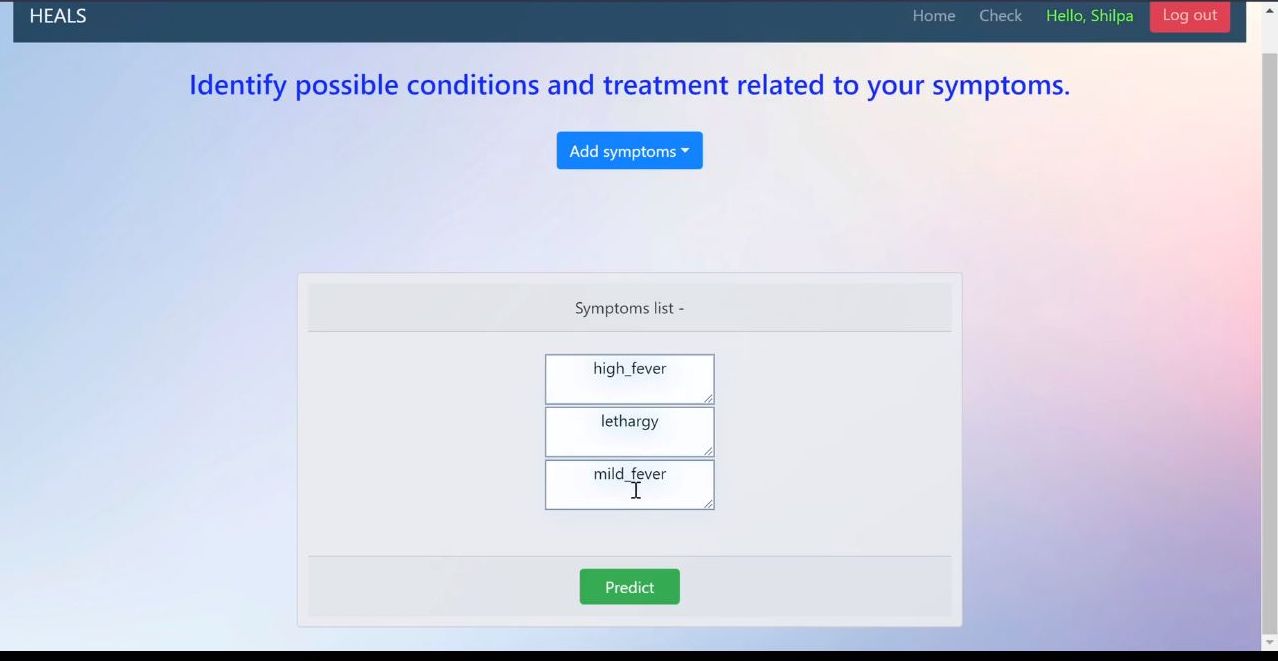 HEALS
Home Check Hello, Shilpa Log out
Identify possible conditions and treatment related to your symptoms.
Add symptoms
Symptoms list -
high_fever
lethargy
mild_fever
Predict